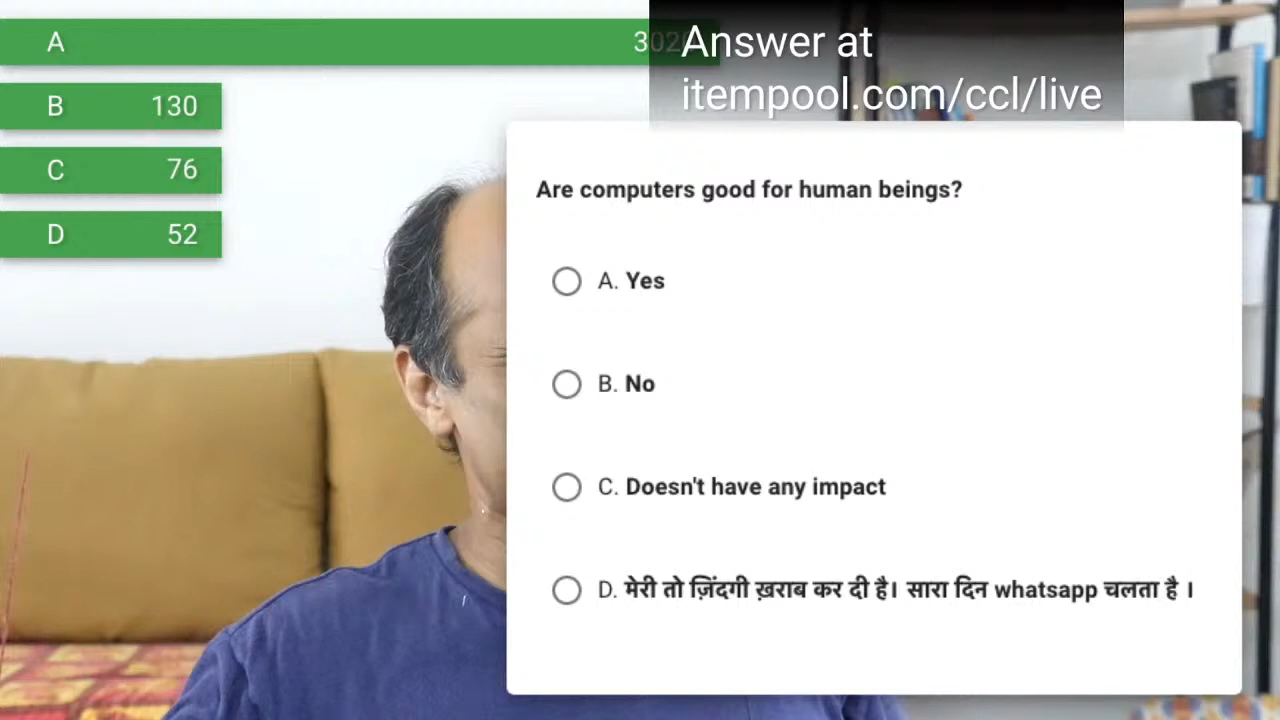 A 3020
B 130
C 76
D 52
Answer at
itempool.com/ccl/live
Are computers good for human beings?
A. Yes
B. No
C. Doesn't have any impact
D. मेरी तो ज़िंदगी ख़राब कर दी है। सारा दिन whatsapp चलता है ।